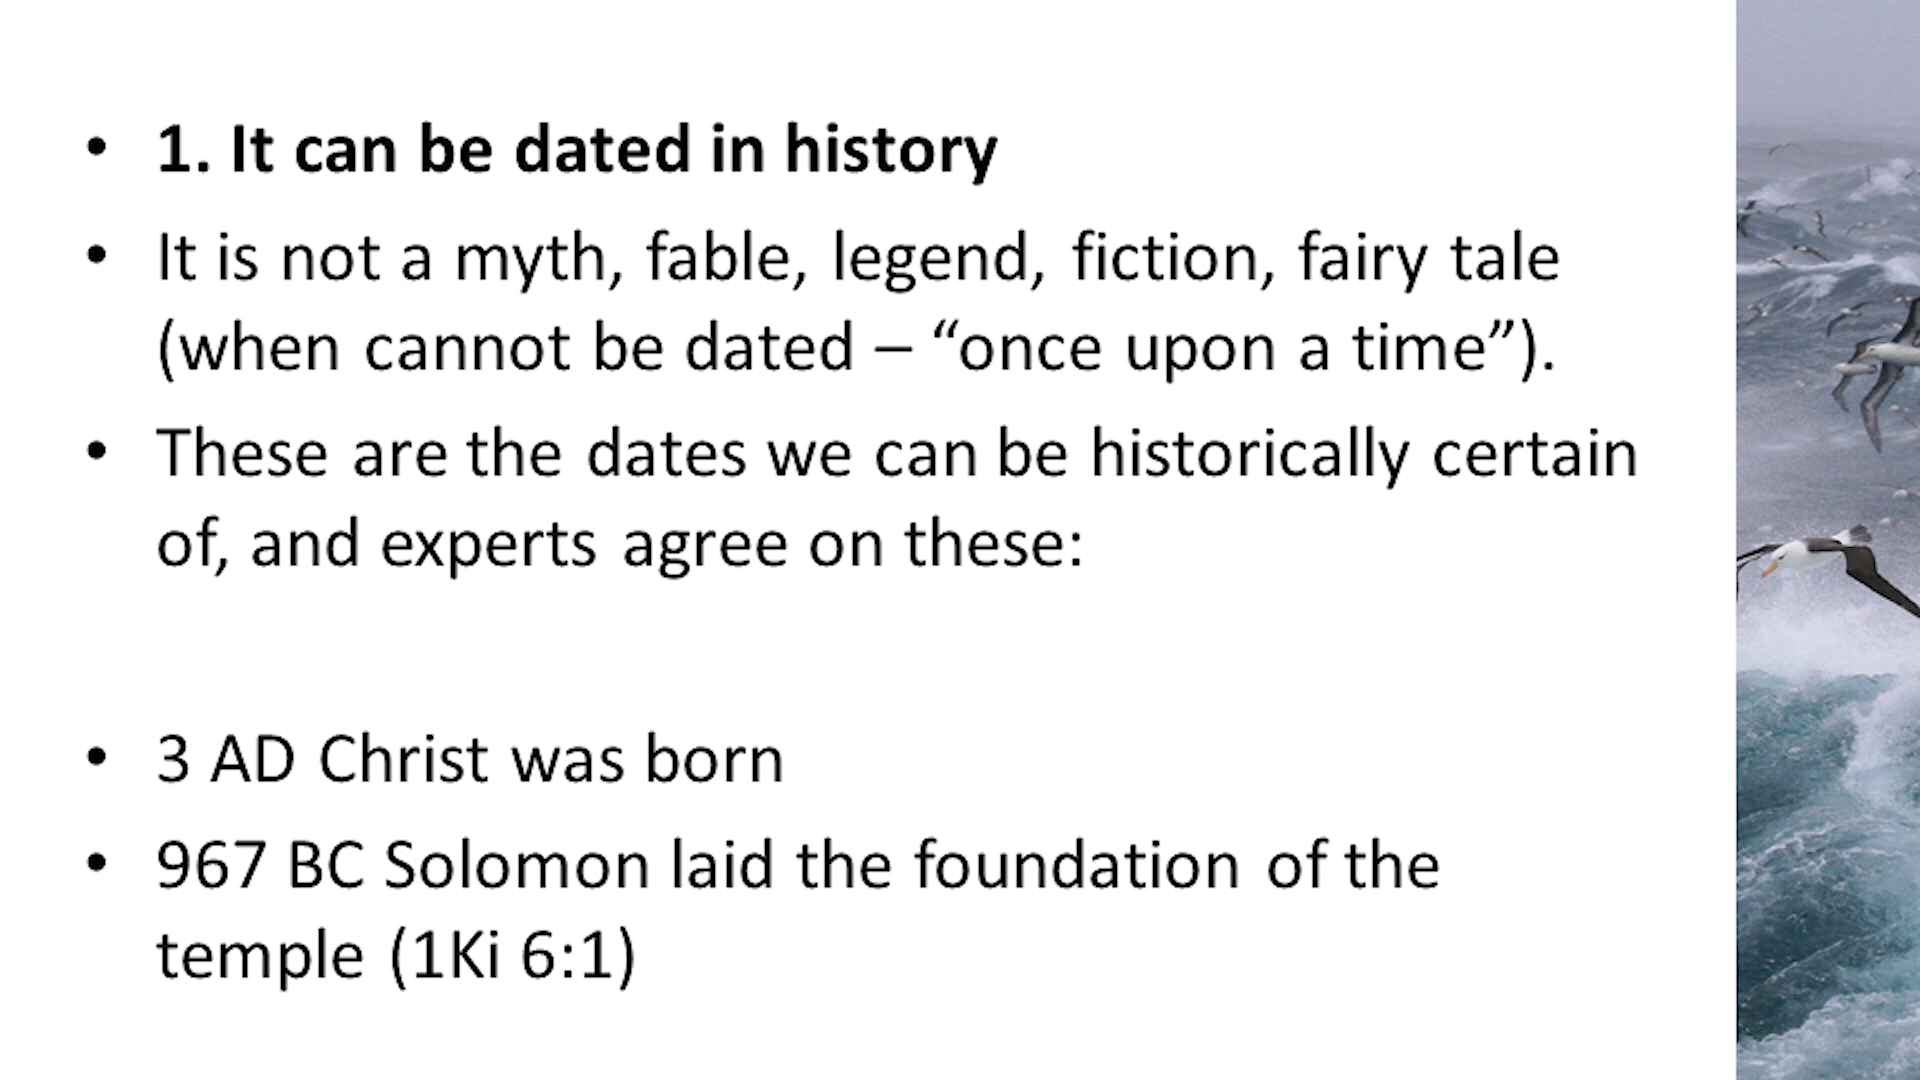 • 1. It can be dated in history
• It is not a myth, fable, legend, fiction, fairy tale
(when cannot be dated – “once upon a time”).
• These are the dates we can be historically certain
of, and experts agree on these:
• 3 AD Christ was born
• 967 BC Solomon laid the foundation of the
temple (1Ki 6:1)